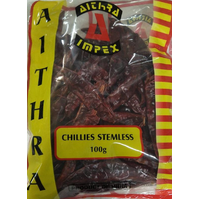 AITHRA
A
IMPEX
AITHRA
CHILLIES STEMLESS
100g